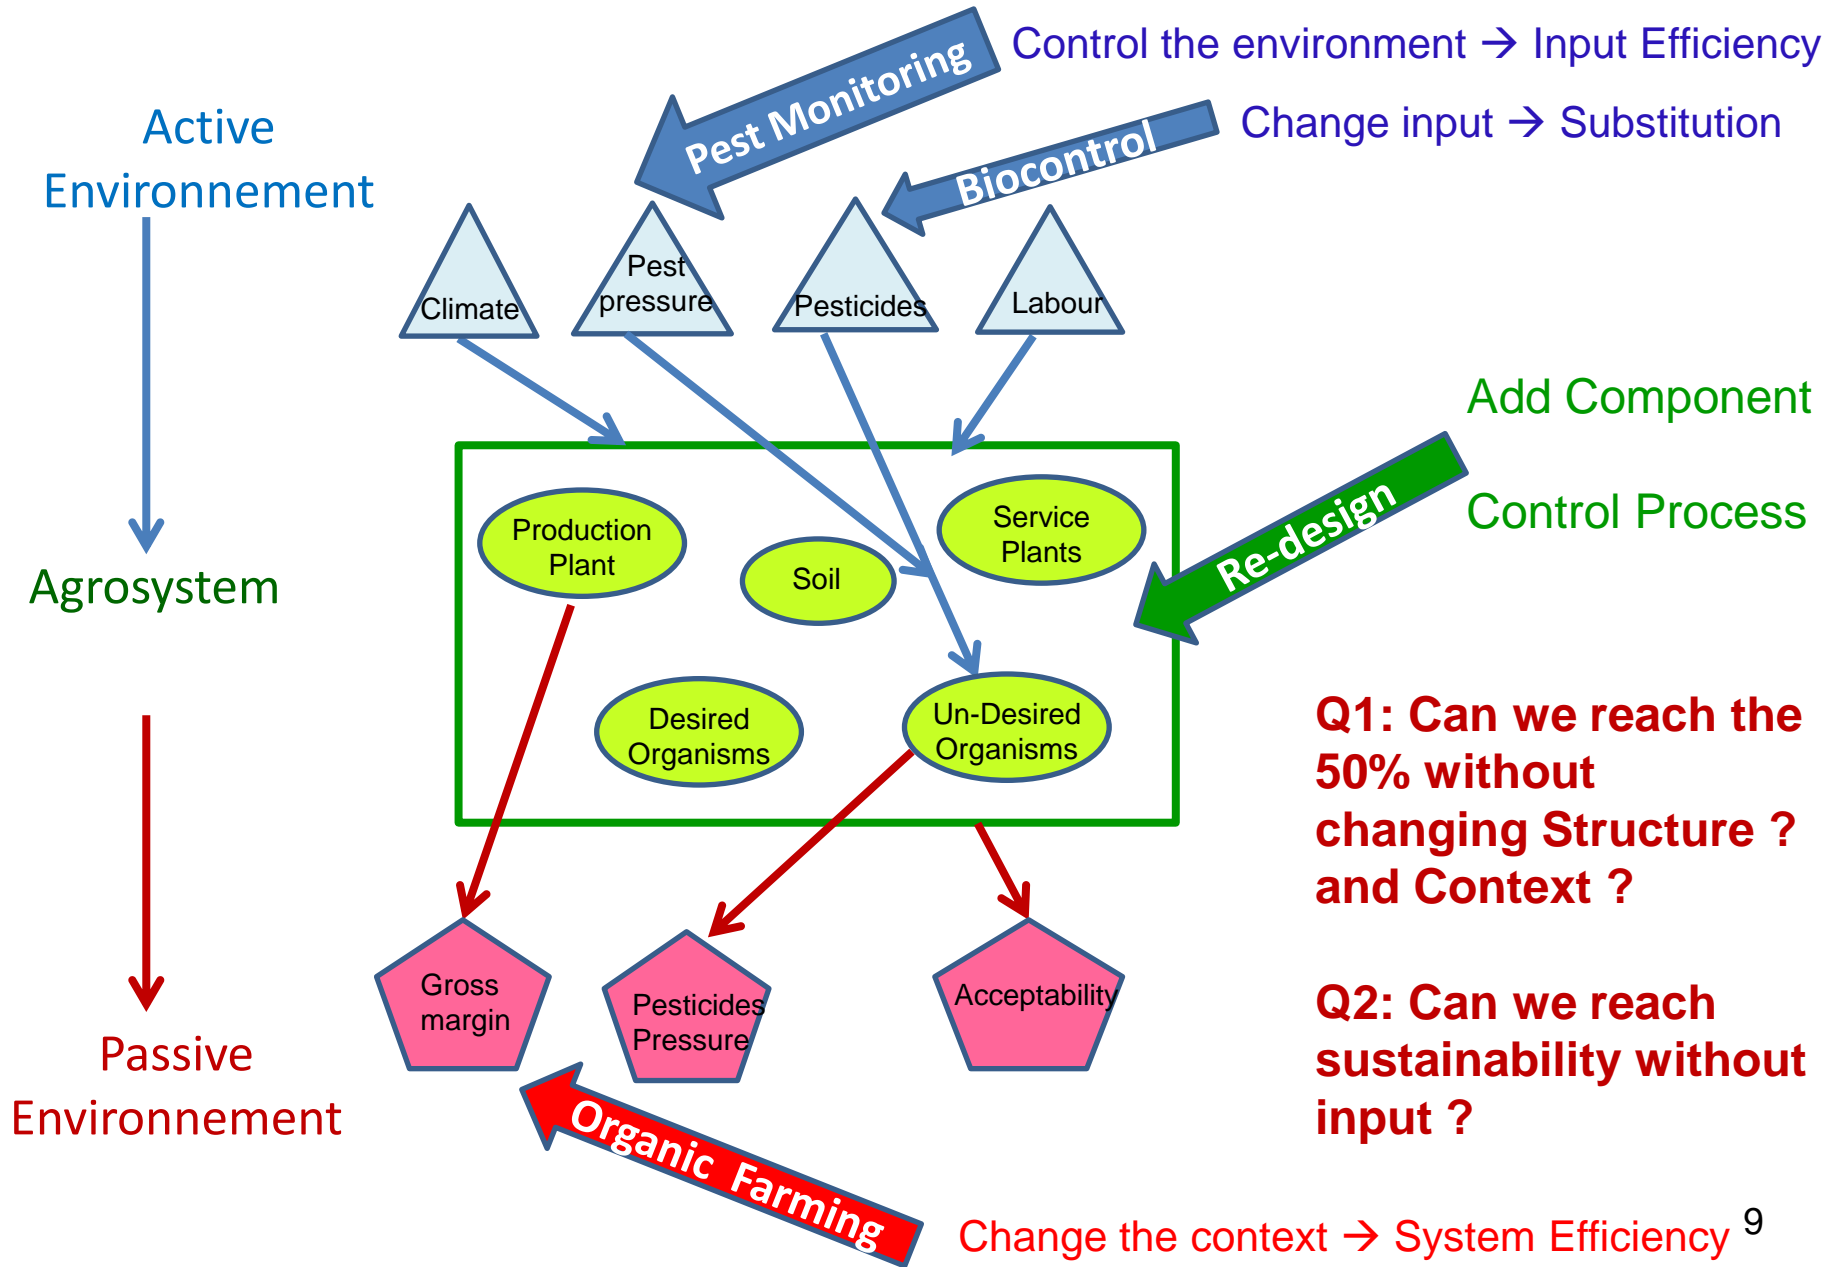 Control the environment → Input Efficiency
Pest Monitoring
Active
Environnement
Change input → Substitution
Biocontrol
Climate
Pest
pressure
Pesticides
Labour
Add Component
Control Process
Re-design
Agrosystem
Production
Plant
Soil
Service
Plants
Desired
Organisms
Un-Desired
Organisms
Q1: Can we reach the
50% without
changing Structure ?
and Context ?
Gross
margin
Pesticides
Pressure
Acceptability
Q2: Can we reach
sustainability without
input ?
Passive
Environnement
Organic Farming
Change the context → System Efficiency
9